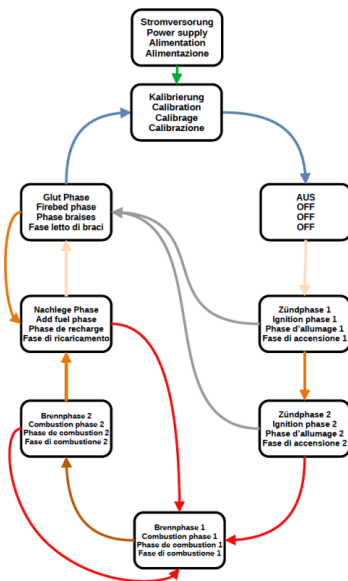 Stromversorung
Power supply
Alimentation
Alimentazione
Kalibrierung
Calibration
Calibrage
Calibrazione
Glut Phase
Firebed phase
Phase braises
Fase letto di braci
AUS
OFF
OFF
OFF
Nachlege Phase
Add fuel phase
Phase de recharge
Fase di ricaricamento
Zündphase 1
Ignition phase 1
Phase d'allumage 1
Fase di accensione 1
Brennphase 2
Combustion phase 2
Phase de combustion 2
Fase di combustione 2
Zündphase 2
Ignition phase 2
Phase d'allumage 2
Fase di accensione 2
Brennphase 1
Combustion phase 1
Phase de combustion 1
Fase di combustione 1